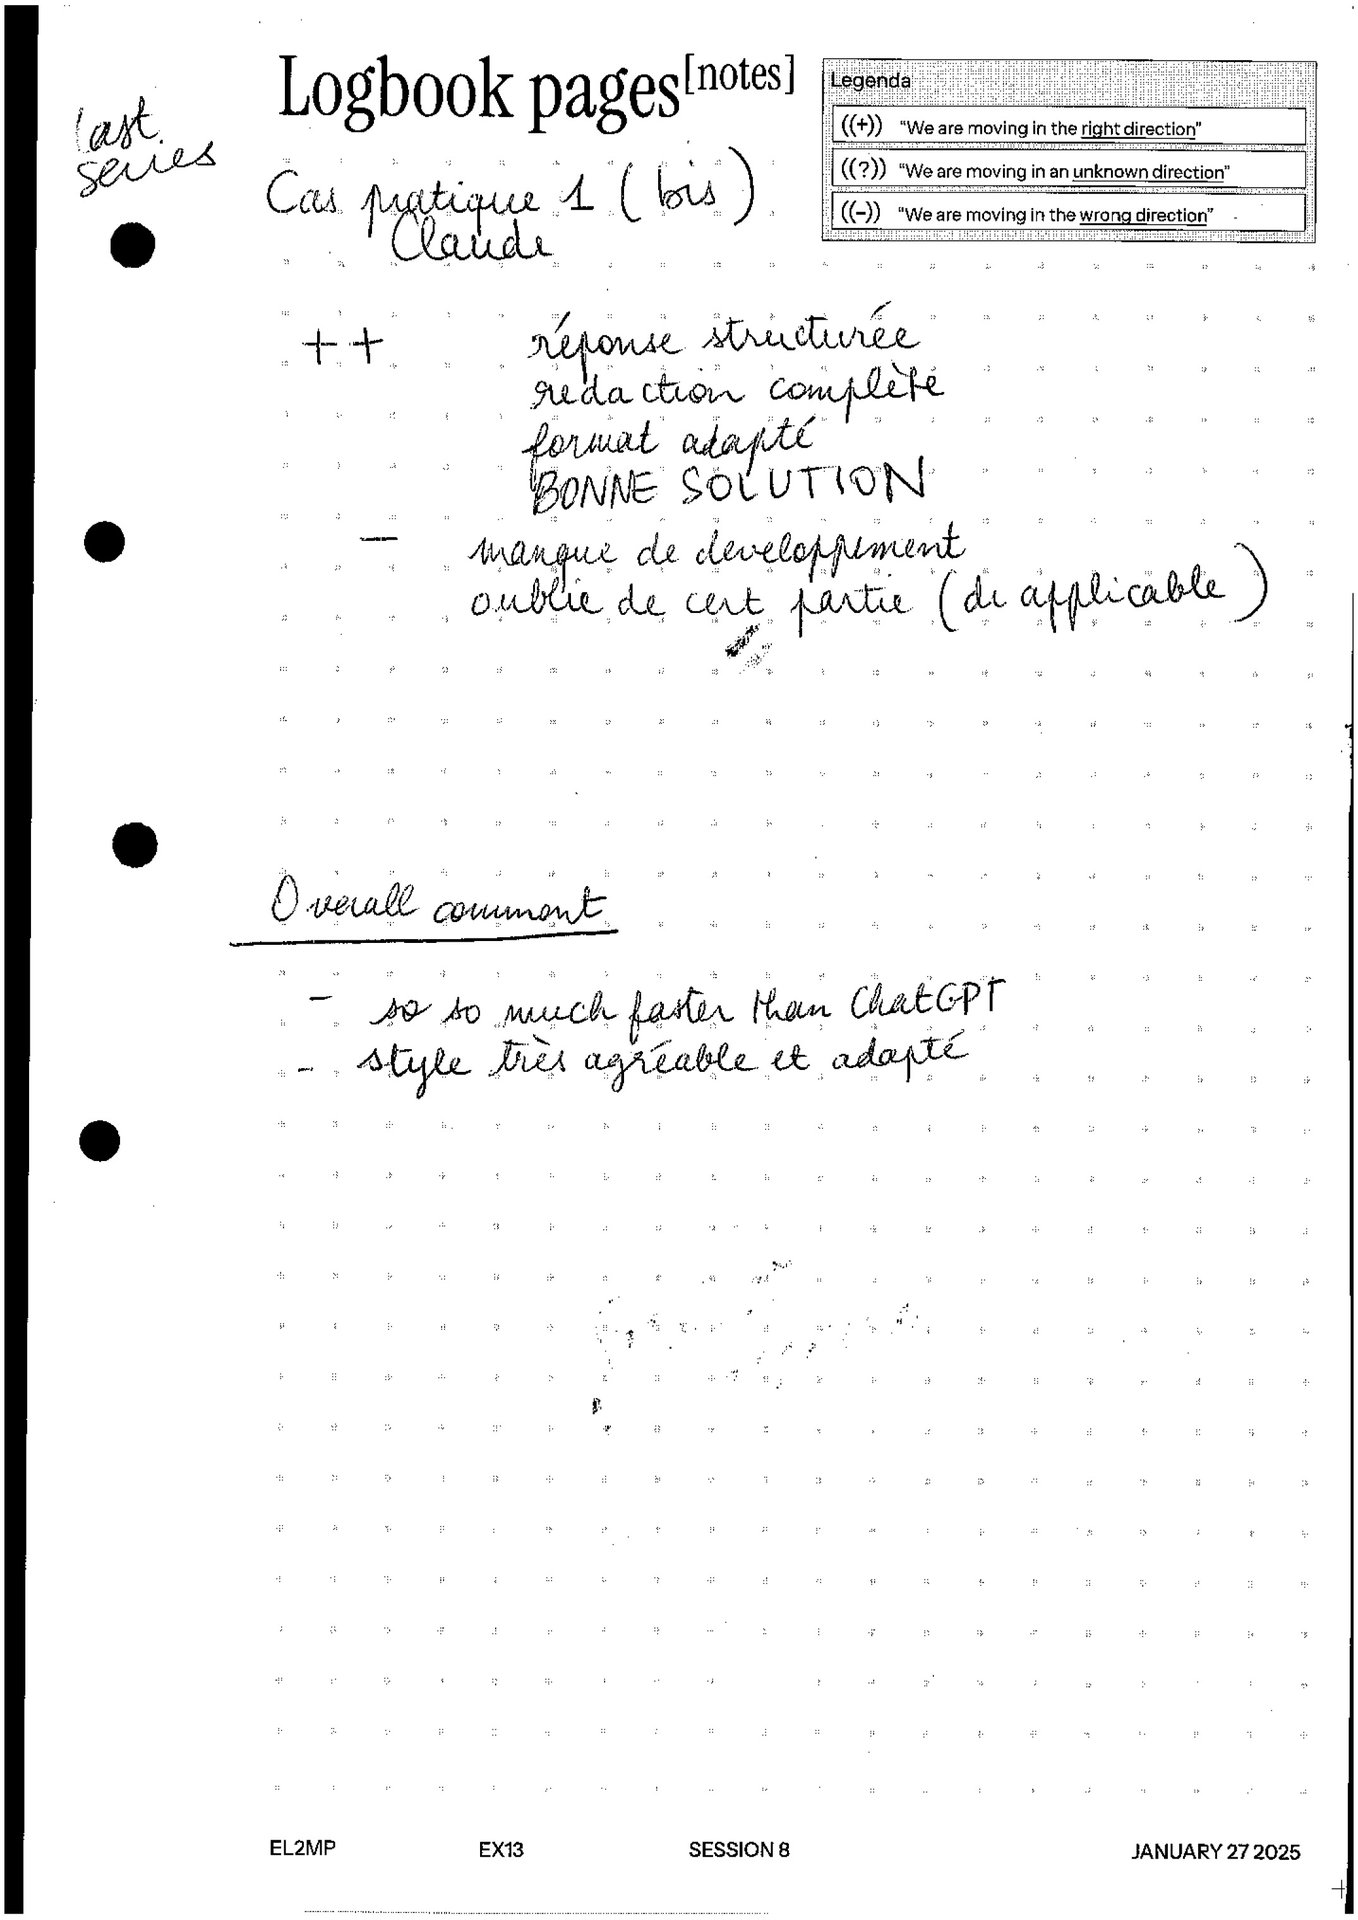 Logbook pages[notes]
Legenda
((+)) "We are moving in the right direction"
((?)) "We are moving in an unknown direction"
((-)) "We are moving in the wrong direction"
last
series
Cas pratique 1 (bis)
Claude
++ réponse structurée
redaction complète
format adapté
BONNE SOLUTION
— manque de developpement
oublie de cert partie (dr applicable)
Overall comment
- so so much faster than ChatGPT
- style très agréable et adapté
EL2MP EX13 SESSION 8 JANUARY 27 2025